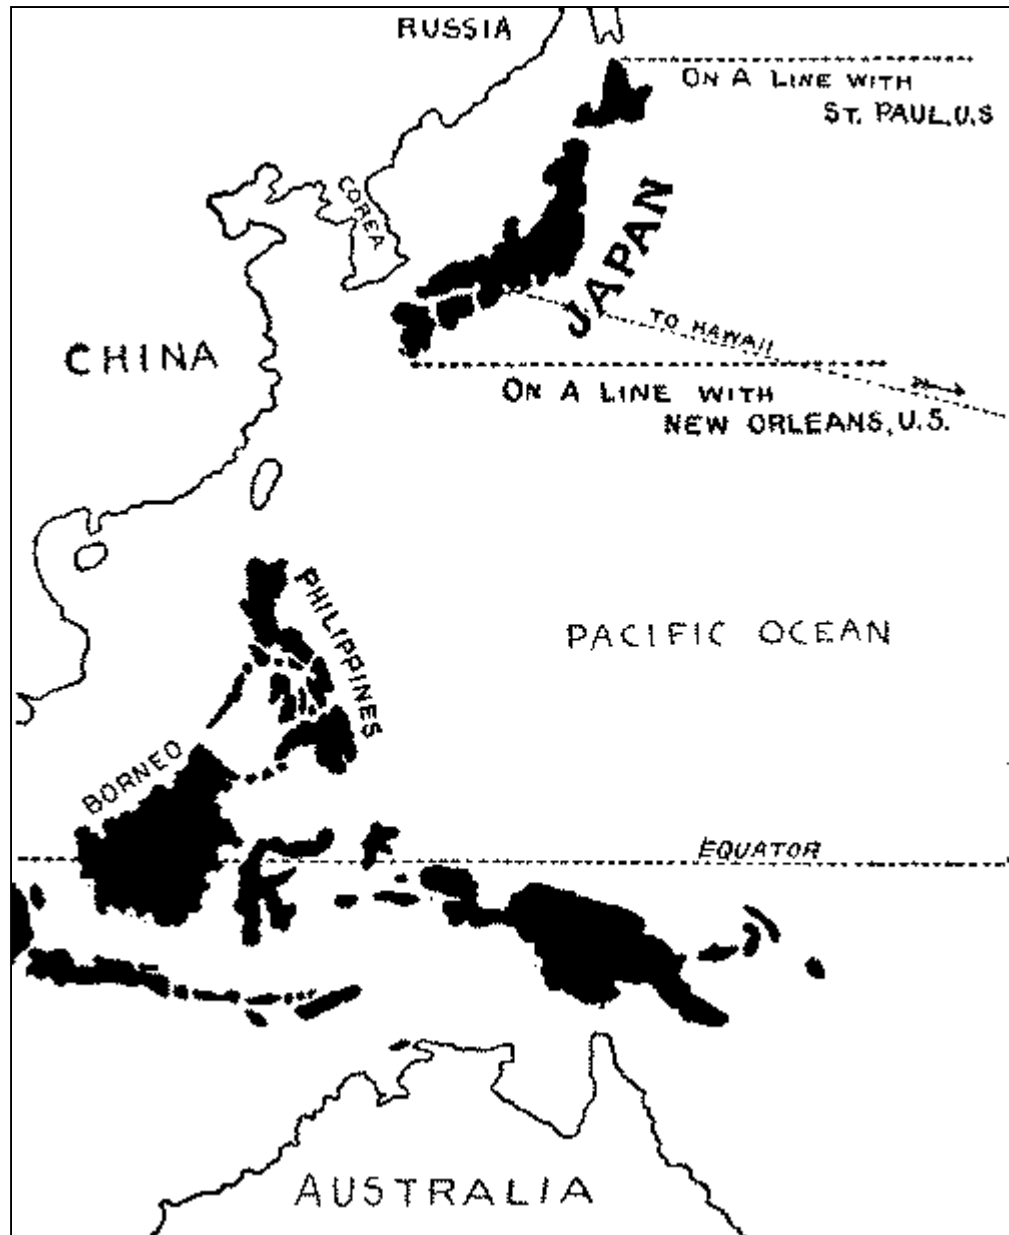 RUSSIA
ON A LINE WITH
ST. PAUL, U.S
COREA
JAPAN
TO HAWAII
CHINA
ON A LINE WITH
NEW ORLEANS, U.S.
PHILIPPINES
PACIFIC OCEAN
BORNEO
EQUATOR
AUSTRALIA